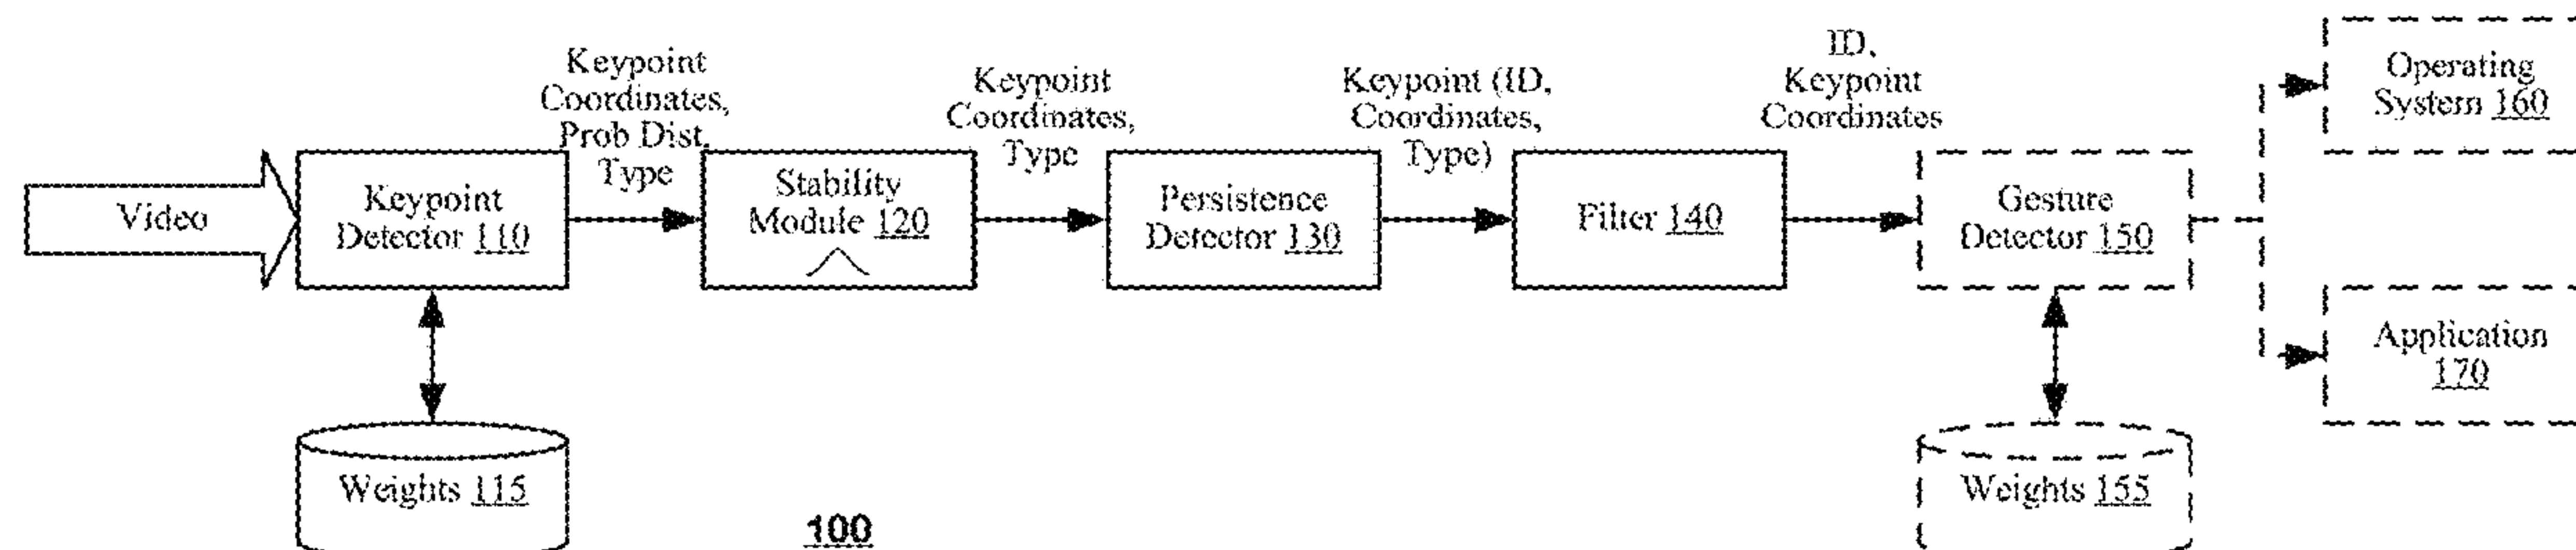 Video
Keypoint
Detector 110
Keypoint
Coordinates,
Prob Dist,
Type
Stability
Module 120
Keypoint
Coordinates,
Type
Persistence
Detector 130
Keypoint (ID,
Coordinates,
Type)
Filter 140
ID,
Keypoint
Coordinates
Gesture
Detector 150
Operating
System 160
Application
170
Weights 115
Weights 155
100